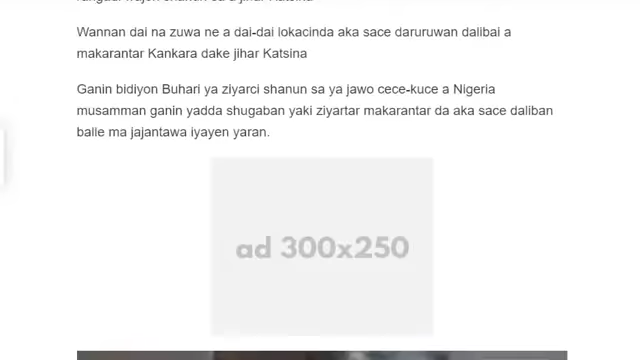 Wannan dai na zuwa ne a dai-dai lokacinda aka sace daruruwan dalibai a
makarantar Kankara dake jihar Katsina
Ganin bidiyon Buhari ya ziyarci shanun sa ya jawo cece-kuce a Nigeria
musamman ganin yadda shugaban yaki ziyartar makarantar da aka sace daliban
balle ma jajantawa iyayen yaran.
ad 300x250